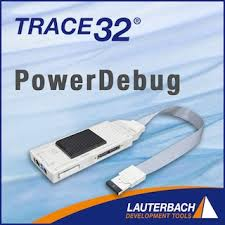 TRACE32®
PowerDebug
LAUTERBACH
DEVELOPMENT TOOLS